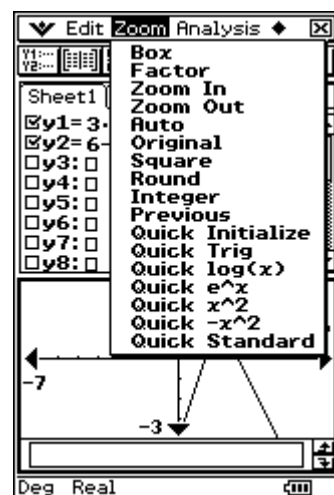 Edit Zoom Analysis
Y1:
Y2:
Box
Factor
Zoom In
Zoom Out
Auto
Original
Square
Round
Integer
Previous
Quick Initialize
Quick Trig
Quick log(x)
Quick e^x
Quick x^2
Quick -x^2
Quick Standard
Sheet1
y1=3-
y2=6-
y3:
y4:
y5:
y6:
y7:
y8:
-7
-3
Deg Real